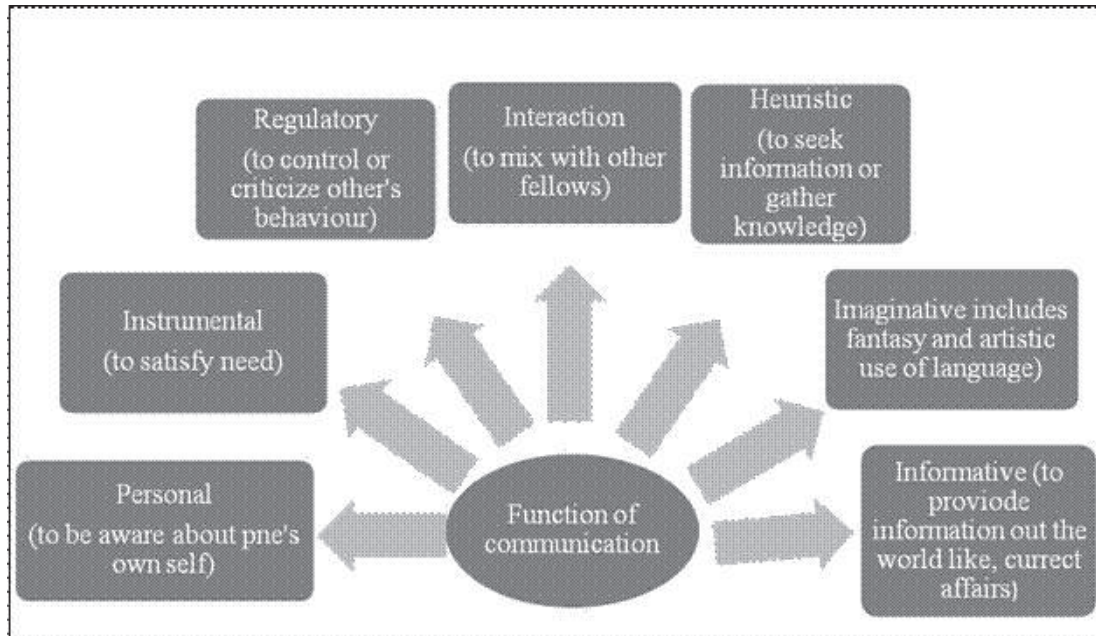 Regulatory
(to control or
criticize other's
behaviour)
Interaction
(to mix with other
fellows)
Heuristic
(to seek
information or
gather
knowledge)
Instrumental
(to satisfy need)
Imaginative includes
fantasy and artistic
use of language)
Personal
(to be aware about pne's
own self)
Function of
communication
Informative (to
proviode
information out the
world like, currect
affairs)